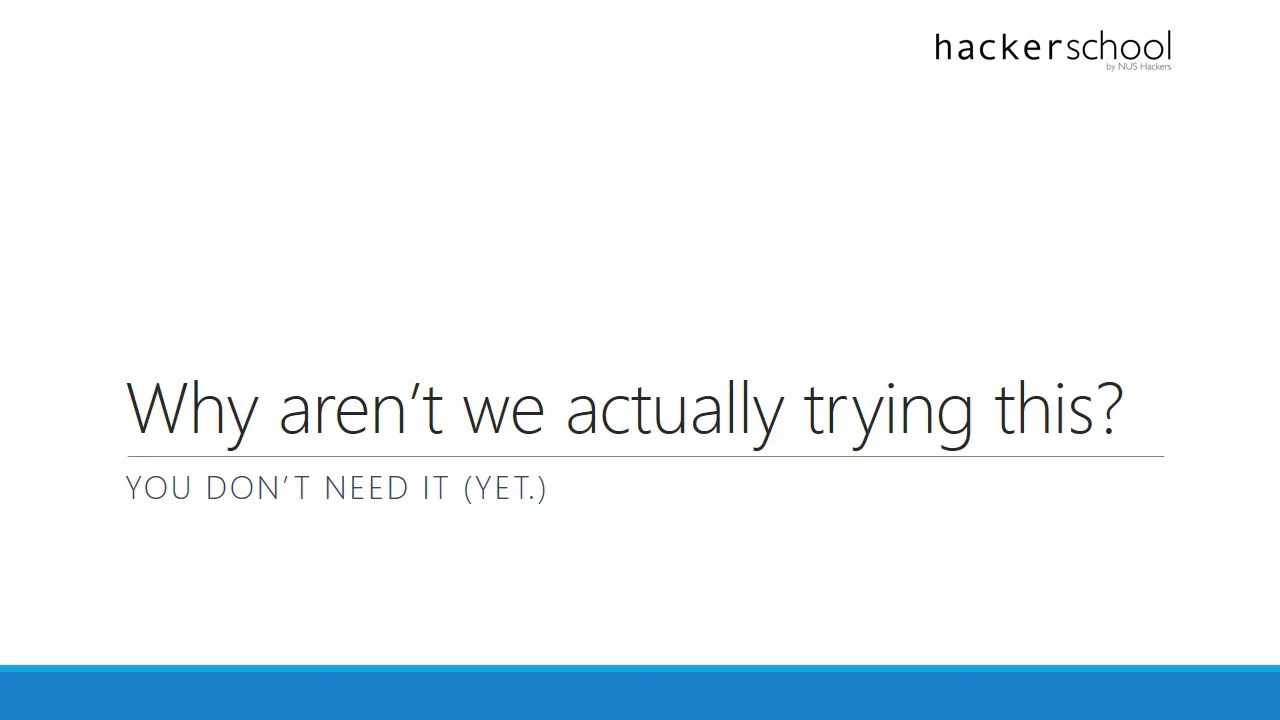 hackerschool
by NUS Hackers
Why aren’t we actually trying this?
YOU DON’T NEED IT (YET.)